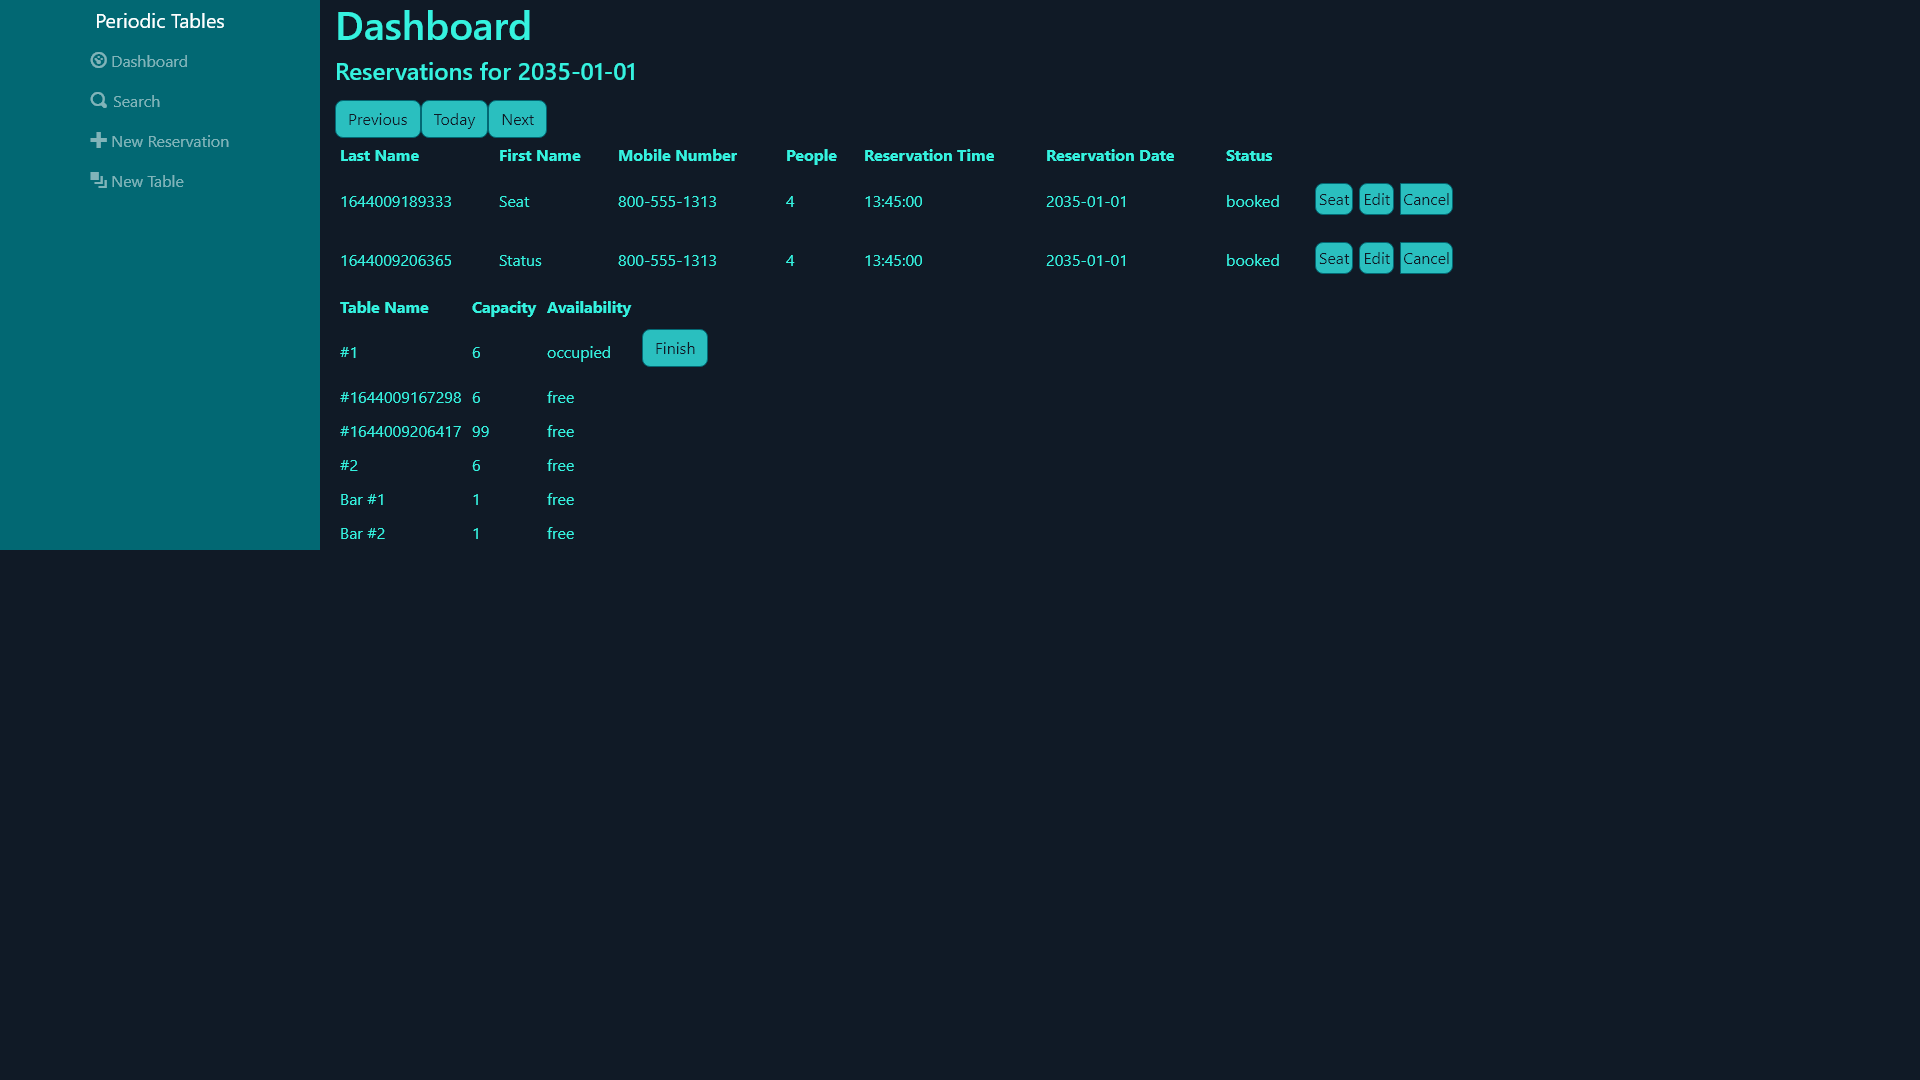 Periodic Tables
Dashboard
Search
New Reservation
New Table
Dashboard
Reservations for 2035-01-01
Previous Today Next
Last Name First Name Mobile Number People Reservation Time Reservation Date Status
1644009189333 Seat 800-555-1313 4 13:45:00 2035-01-01 booked Seat Edit Cancel
1644009206365 Status 800-555-1313 4 13:45:00 2035-01-01 booked Seat Edit Cancel
Table Name Capacity Availability
#1 6 occupied Finish
#1644009167298 6 free
#1644009206417 99 free
#2 6 free
Bar #1 1 free
Bar #2 1 free